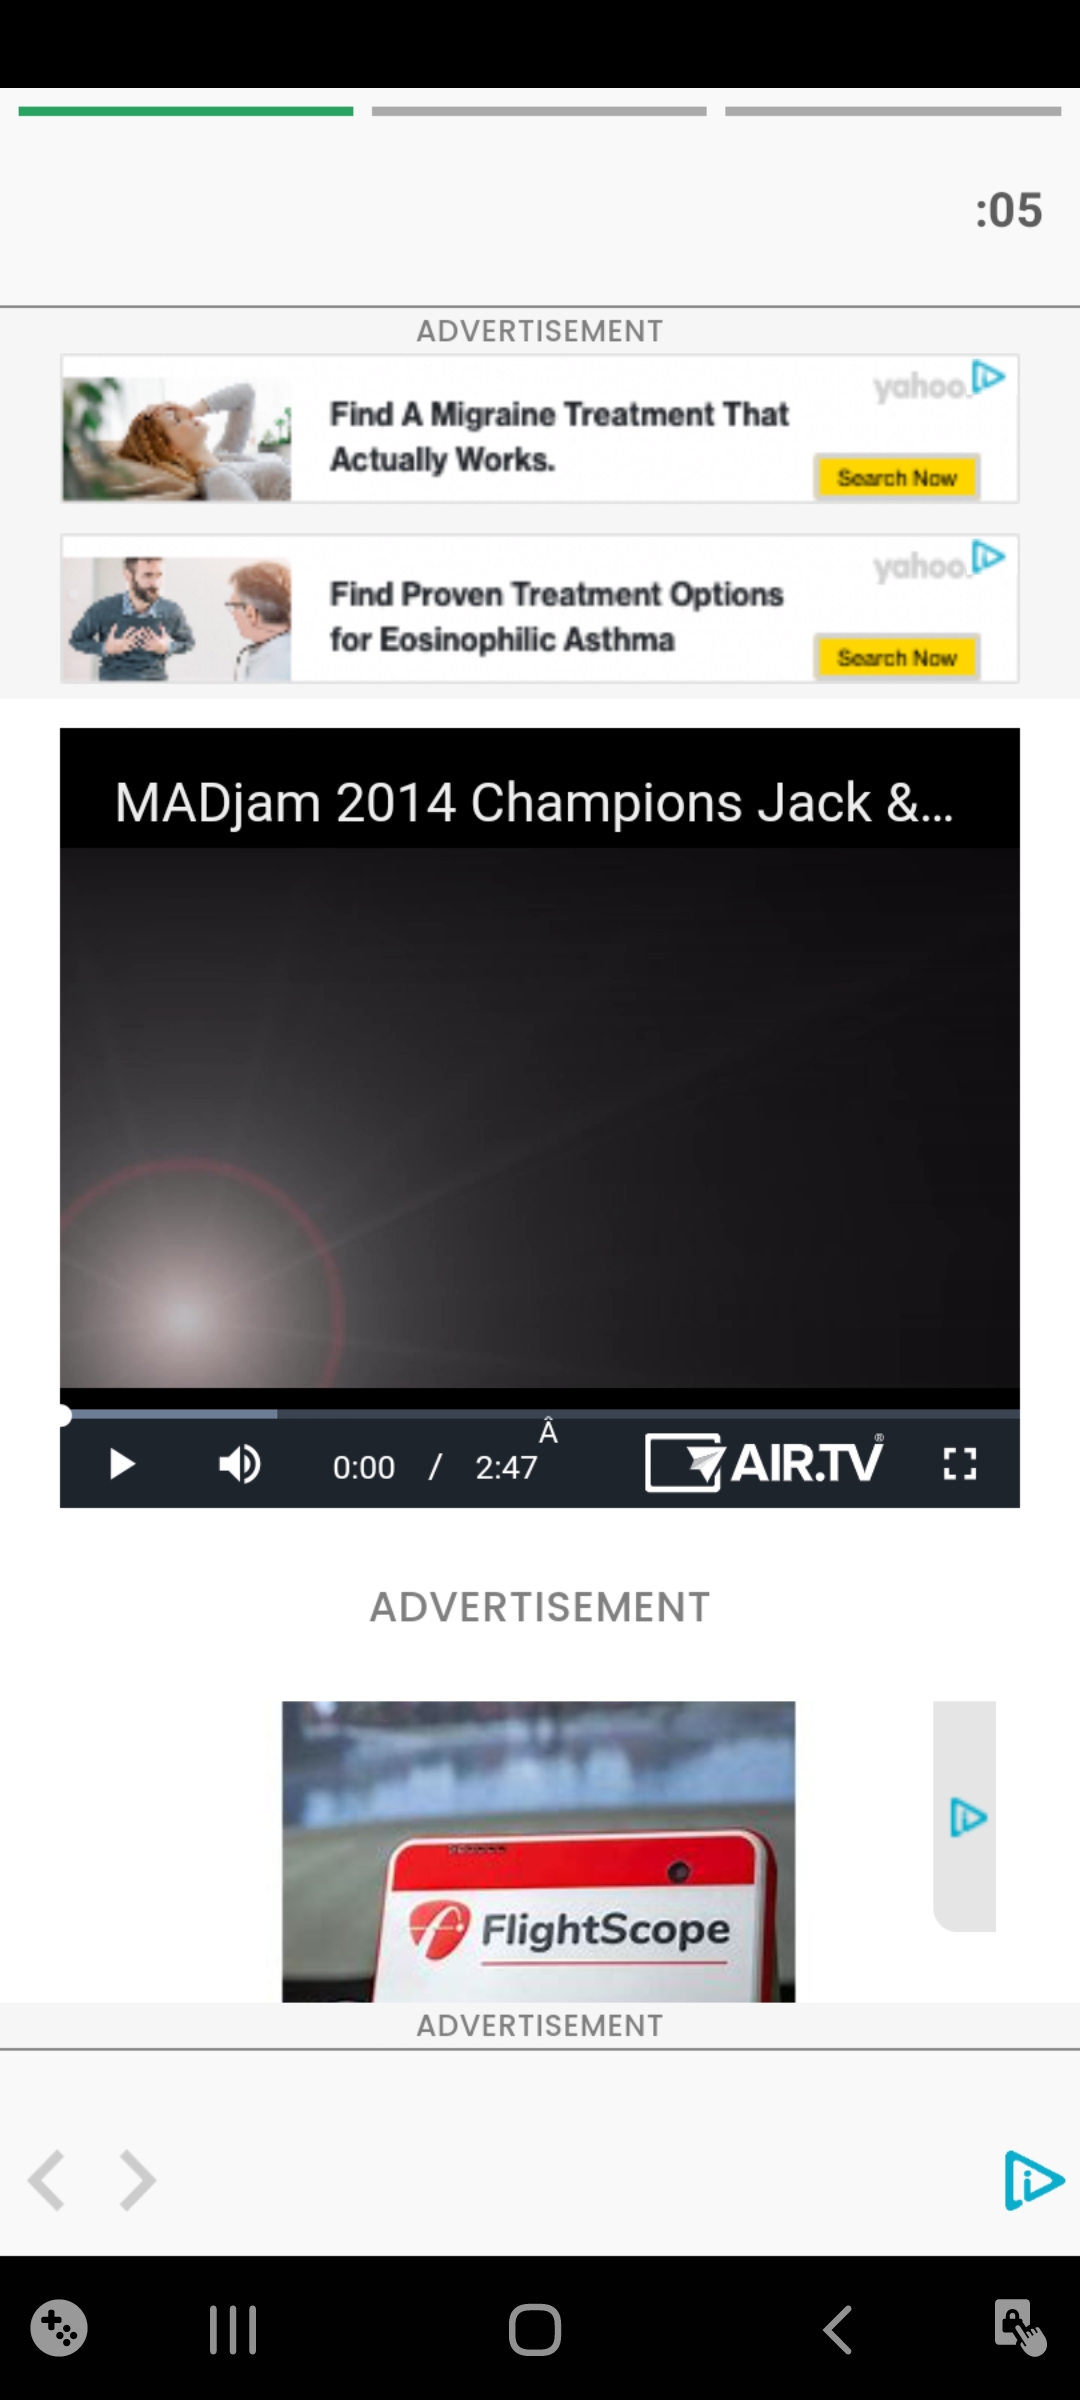 :05
ADVERTISEMENT
Find A Migraine Treatment That
Actually Works.
yahoo.
Search Now
Find Proven Treatment Options
for Eosinophilic Asthma
yahoo.
Search Now
MADjam 2014 Champions Jack &...
0:00 / 2:47 Â
AIR.TV®
ADVERTISEMENT
FlightScope
ADVERTISEMENT